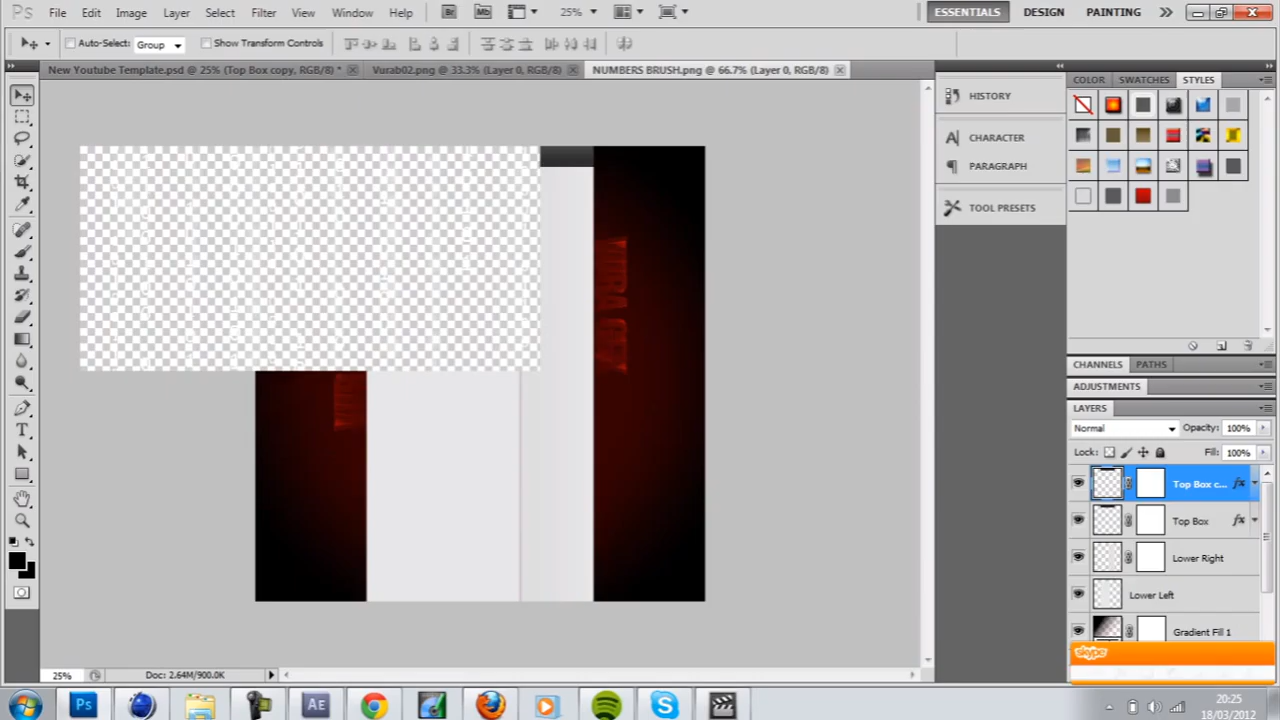 Ps File Edit Image Layer Select Filter View Window Help Br Mb 25% ESSENTIALS DESIGN PAINTING
Auto-Select: Group Show Transform Controls
New Youtube Template.psd @ 25% (Top Box copy, RGB/8) * Vurab02.png @ 33.3% (Layer 0, RGB/8) NUMBERS BRUSH.png @ 66.7% (Layer 0, RGB/8)
HISTORY
CHARACTER
PARAGRAPH
TOOL PRESETS
COLOR SWATCHES STYLES
CHANNELS PATHS
ADJUSTMENTS
LAYERS
Normal Opacity: 100%
Lock: Fill: 100%
Top Box c... fx
Top Box fx
Lower Right
Lower Left
Gradient Fill 1
skype
25% Doc: 2.64M/900.0K
Ps Ae
20:25
18/03/2012